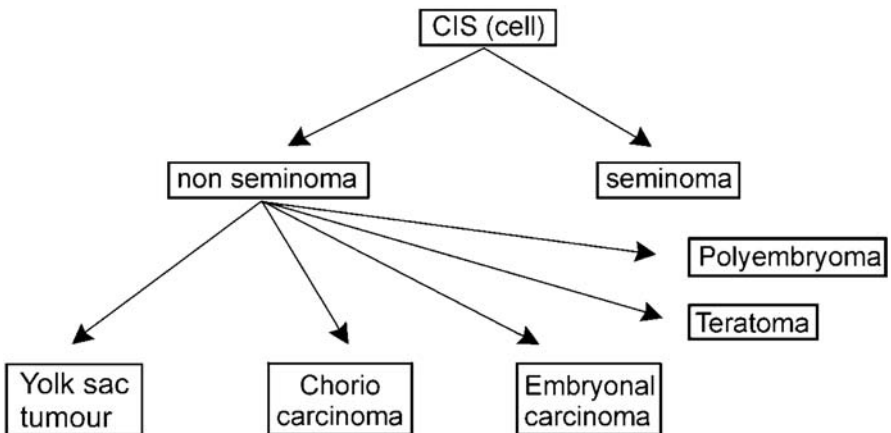 CIS (cell)
non seminoma
seminoma
Polyembryoma
Teratoma
Yolk sac
tumour
Chorio
carcinoma
Embryonal
carcinoma